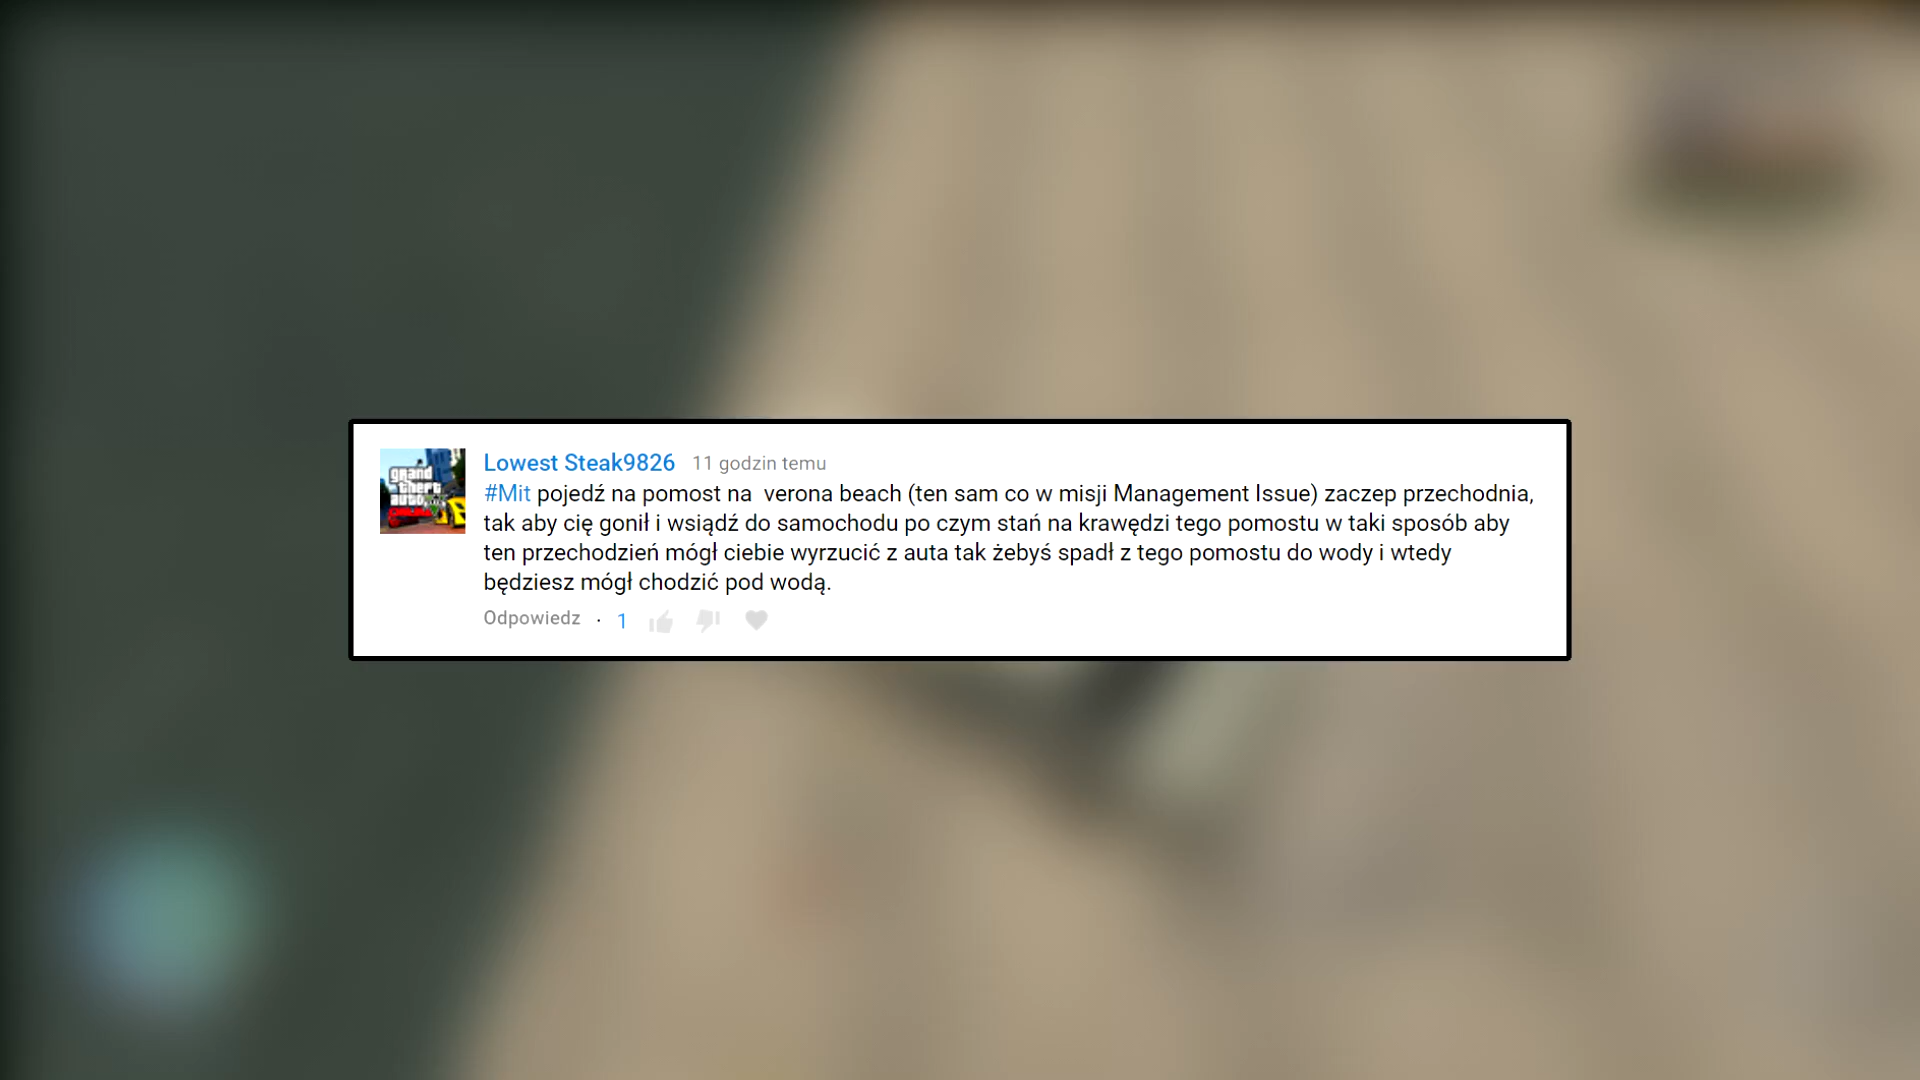 grand
theft
auto
Lowest Steak9826 11 godzin temu
#Mit pojedź na pomost na  verona beach (ten sam co w misji Management Issue) zaczep przechodnia,
tak aby cię gonił i wsiądź do samochodu po czym stań na krawędzi tego pomostu w taki sposób aby
ten przechodzień mógł ciebie wyrzucić z auta tak żebyś spadł z tego pomostu do wody i wtedy
będziesz mógł chodzić pod wodą.
Odpowiedz · 1